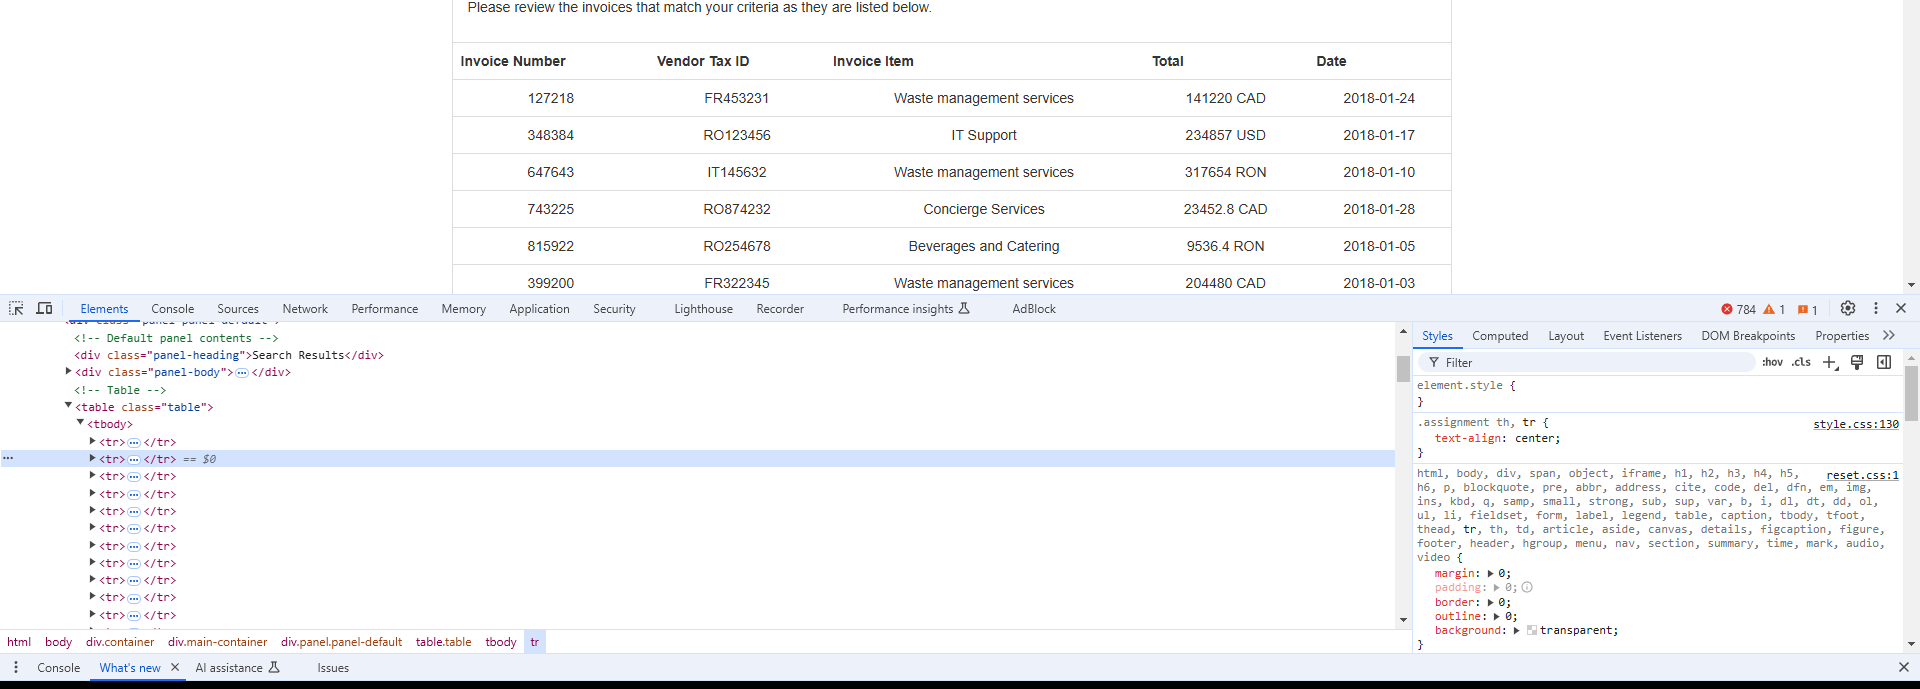 Please review the invoices that match your criteria as they are listed below.
Invoice Number Vendor Tax ID Invoice Item Total Date
127218 FR453231 Waste management services 141220 CAD 2018-01-24
348384 RO123456 IT Support 234857 USD 2018-01-17
647643 IT145632 Waste management services 317654 RON 2018-01-10
743225 RO874232 Concierge Services 23452.8 CAD 2018-01-28
815922 RO254678 Beverages and Catering 9536.4 RON 2018-01-05
399200 FR322345 Waste management services 204480 CAD 2018-01-03
Elements Console Sources Network Performance Memory Application Security Lighthouse Recorder Performance insights AdBlock 784 1 1
<div class="panel panel-default">
<!-- Default panel contents -->
<div class="panel-heading">Search Results</div>
<div class="panel-body">…</div>
<!-- Table -->
<table class="table">
<tbody>
<tr>…</tr>
<tr>…</tr> == $0
<tr>…</tr>
<tr>…</tr>
<tr>…</tr>
<tr>…</tr>
<tr>…</tr>
<tr>…</tr>
<tr>…</tr>
<tr>…</tr>
<tr>…</tr>
html body div.container div.main-container div.panel.panel-default table.table tbody tr
Styles Computed Layout Event Listeners DOM Breakpoints Properties
Filter :hov .cls
element.style {
}
.assignment th, tr { style.css:130
text-align: center;
}
html, body, div, span, object, iframe, h1, h2, h3, h4, h5, reset.css:1
h6, p, blockquote, pre, abbr, address, cite, code, del, dfn, em, img,
ins, kbd, q, samp, small, strong, sub, sup, var, b, i, dl, dt, dd, ol,
ul, li, fieldset, form, label, legend, table, caption, tbody, tfoot,
thead, tr, th, td, article, aside, canvas, details, figcaption, figure,
footer, header, hgroup, menu, nav, section, summary, time, mark, audio,
video {
margin: 0;
padding: 0;
border: 0;
outline: 0;
background: transparent;
}
Console What's new AI assistance Issues